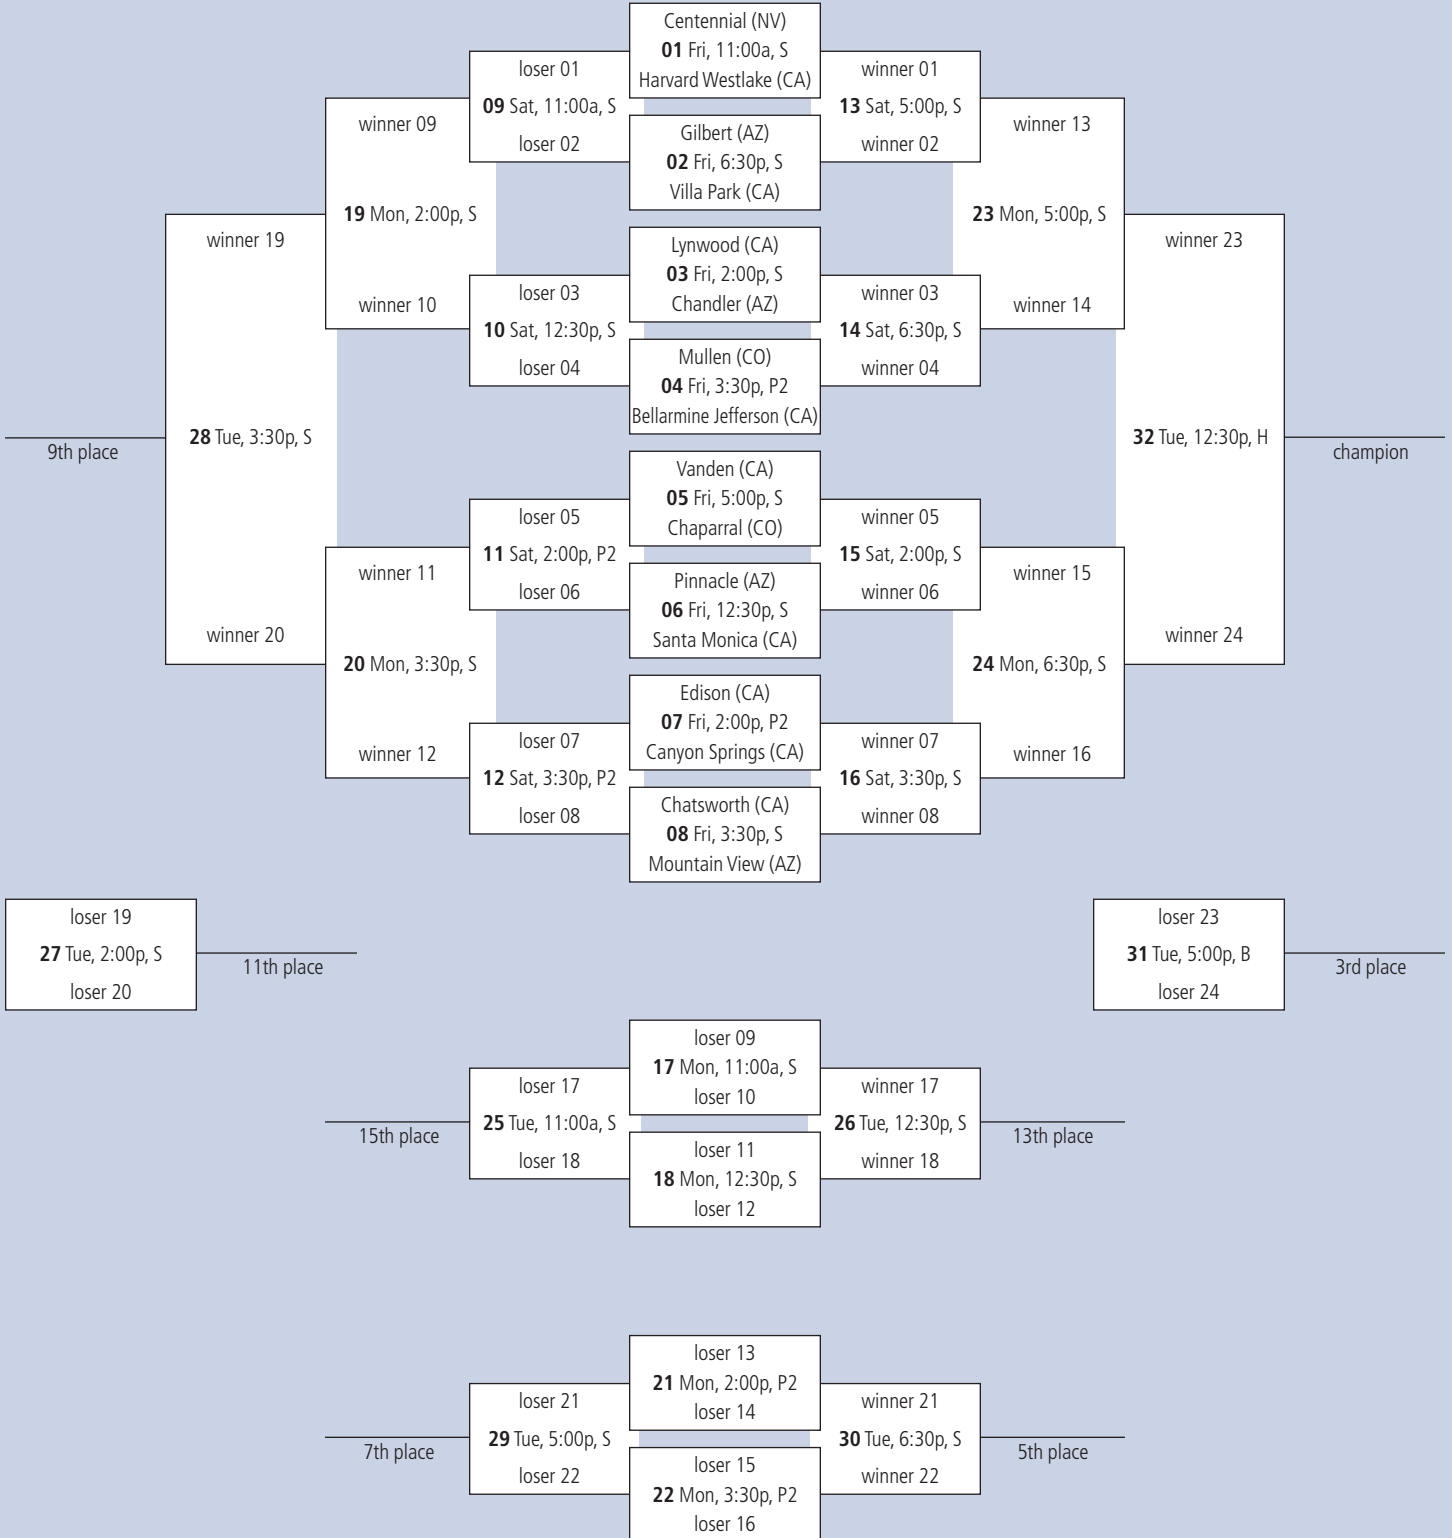 Centennial (NV)
01 Fri, 11:00a, S
Harvard Westlake (CA)
Gilbert (AZ)
02 Fri, 6:30p, S
Villa Park (CA)
Lynwood (CA)
03 Fri, 2:00p, S
Chandler (AZ)
Mullen (CO)
04 Fri, 3:30p, P2
Bellarmine Jefferson (CA)
Vanden (CA)
05 Fri, 5:00p, S
Chaparral (CO)
Pinnacle (AZ)
06 Fri, 12:30p, S
Santa Monica (CA)
Edison (CA)
07 Fri, 2:00p, P2
Canyon Springs (CA)
Chatsworth (CA)
08 Fri, 3:30p, S
Mountain View (AZ)
loser 01
09 Sat, 11:00a, S
loser 02
loser 03
10 Sat, 12:30p, S
loser 04
loser 05
11 Sat, 2:00p, P2
loser 06
loser 07
12 Sat, 3:30p, P2
loser 08
winner 01
13 Sat, 5:00p, S
winner 02
winner 03
14 Sat, 6:30p, S
winner 04
winner 05
15 Sat, 2:00p, S
winner 06
winner 07
16 Sat, 3:30p, S
winner 08
winner 09
19 Mon, 2:00p, S
winner 10
winner 11
20 Mon, 3:30p, S
winner 12
winner 13
23 Mon, 5:00p, S
winner 14
winner 15
24 Mon, 6:30p, S
winner 16
winner 19
28 Tue, 3:30p, S
winner 20
9th place
winner 23
32 Tue, 12:30p, H
winner 24
champion
loser 19
27 Tue, 2:00p, S
loser 20
11th place
loser 23
31 Tue, 5:00p, B
loser 24
3rd place
loser 09
17 Mon, 11:00a, S
loser 10
loser 11
18 Mon, 12:30p, S
loser 12
loser 17
25 Tue, 11:00a, S
loser 18
15th place
winner 17
26 Tue, 12:30p, S
winner 18
13th place
loser 13
21 Mon, 2:00p, P2
loser 14
loser 15
22 Mon, 3:30p, P2
loser 16
loser 21
29 Tue, 5:00p, S
loser 22
7th place
winner 21
30 Tue, 6:30p, S
winner 22
5th place